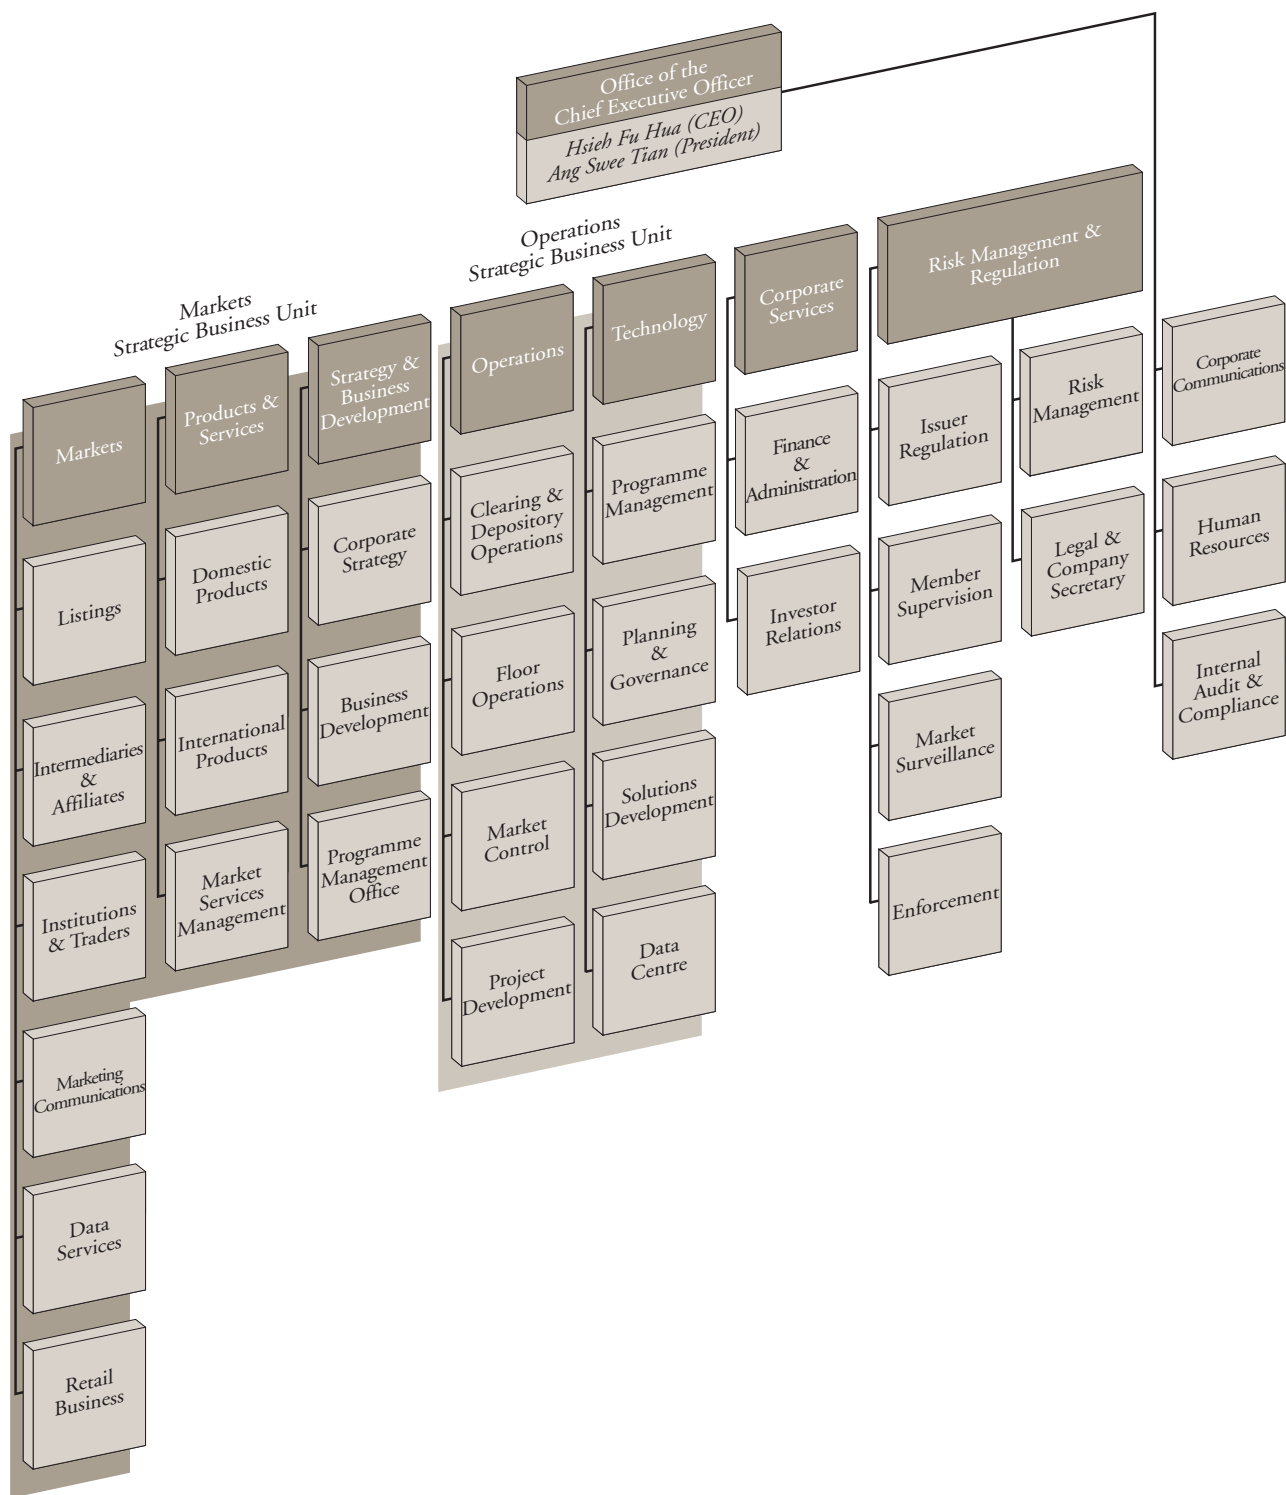 Office of the
Chief Executive Officer
Hsieh Fu Hua (CEO)
Ang Swee Tian (President)
Markets
Strategic Business Unit
Markets
Listings
Intermediaries
&
Affiliates
Institutions
& Traders
Marketing
Communications
Data
Services
Retail
Business
Products &
Services
Domestic
Products
International
Products
Market
Services
Management
Strategy &
Business
Development
Corporate
Strategy
Business
Development
Programme
Management
Office
Operations
Strategic Business Unit
Operations
Clearing &
Depository
Operations
Floor
Operations
Market
Control
Project
Development
Technology
Programme
Management
Planning
&
Governance
Solutions
Development
Data
Centre
Corporate
Services
Finance
&
Administration
Investor
Relations
Risk Management &
Regulation
Issuer
Regulation
Member
Supervision
Market
Surveillance
Enforcement
Risk
Management
Legal &
Company
Secretary
Corporate
Communications
Human
Resources
Internal
Audit &
Compliance